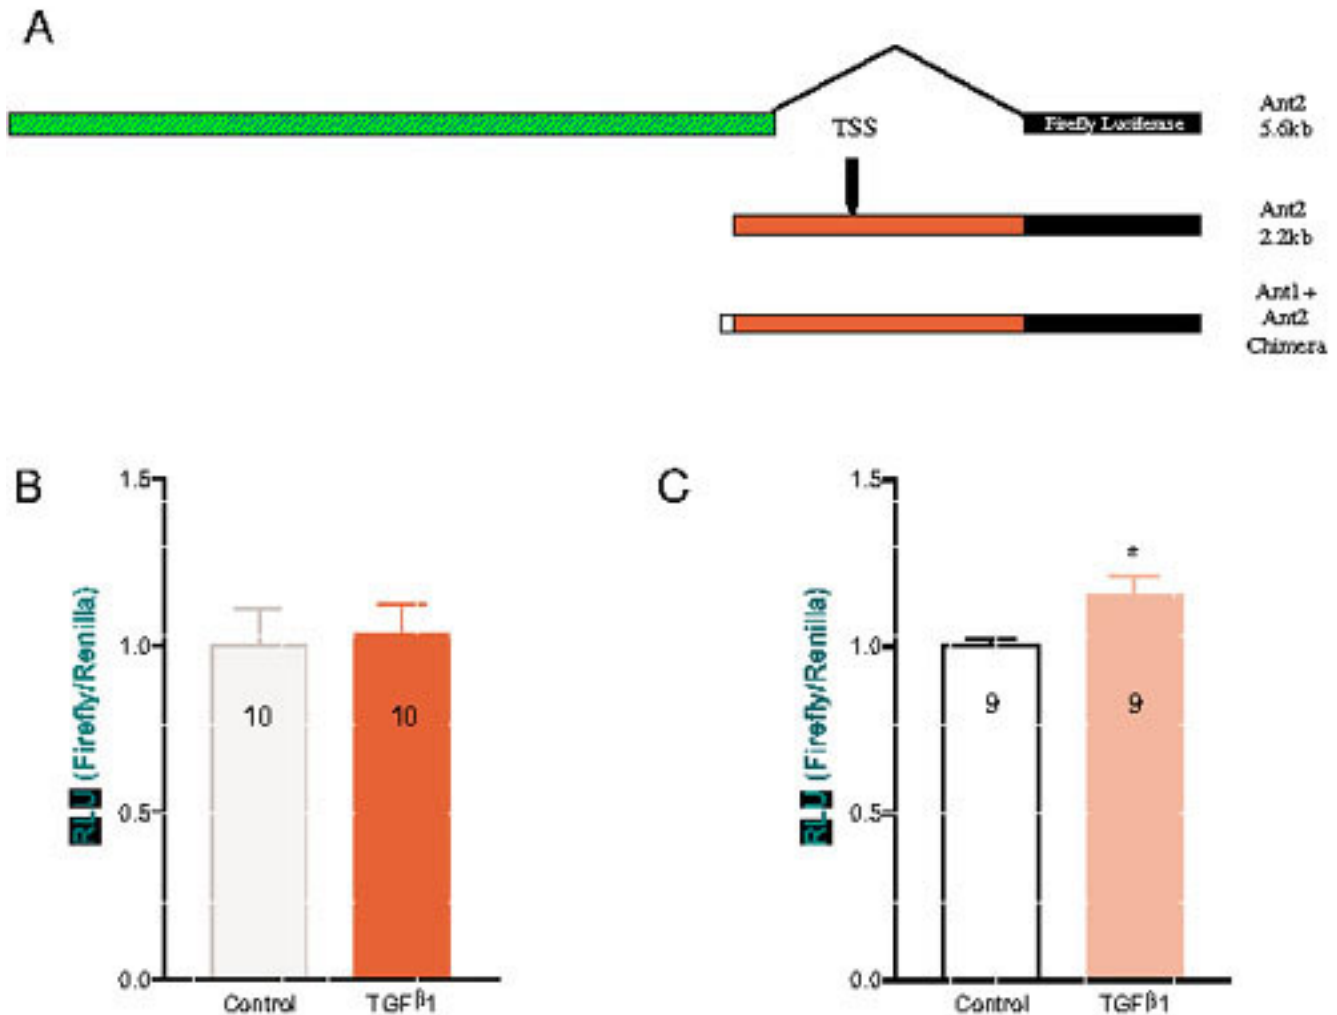 A
Ant2
5.6kb
Firefly Luciferase
TSS
Ant2
2.2kb
Ant1 +
Ant2
Chimera
B
1.5
1.0
0.5
0.0
RLU (Firefly/Renilla)
10
10
Control
TGFβ1
C
1.5
*
1.0
0.5
0.0
RLU (Firefly/Renilla)
9
9
Control
TGFβ1